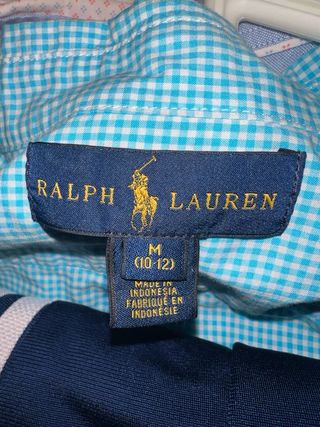 RALPH LAUREN
M
(10-12)
MADE IN
INDONESIA
FABRIQUÉ EN
INDONÉSIE